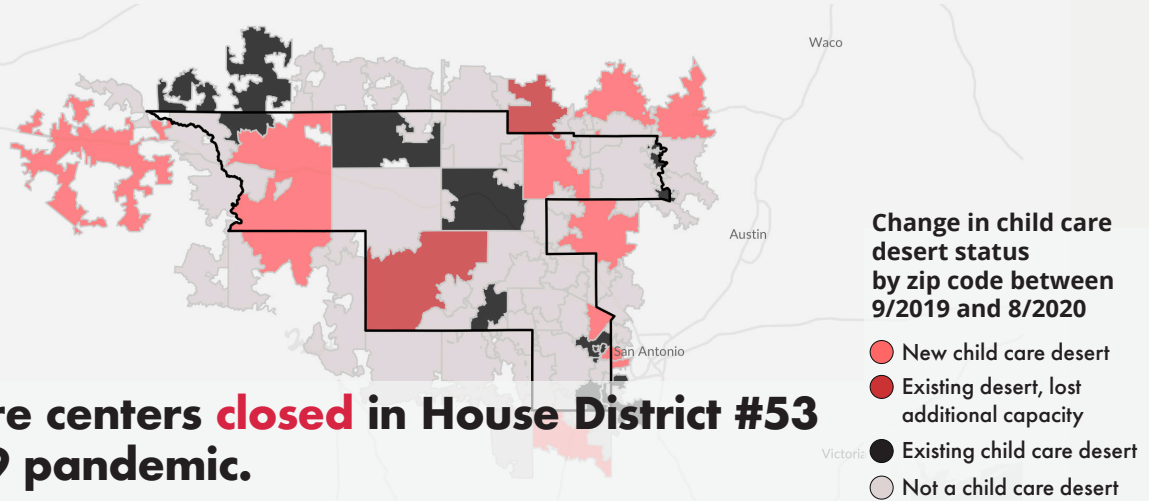 Waco
Austin
San Antonio
Victoria
re centers closed in House District #53
9 pandemic.
Change in child care
desert status
by zip code between
9/2019 and 8/2020
New child care desert
Existing desert, lost
additional capacity
Existing child care desert
Not a child care desert